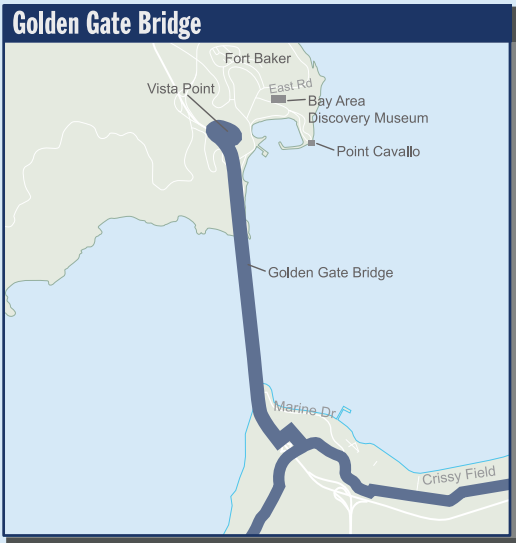 Golden Gate Bridge
Fort Baker
Vista Point
East Rd
Bay Area
Discovery Museum
Point Cavallo
Golden Gate Bridge
Marine Dr
Crissy Field